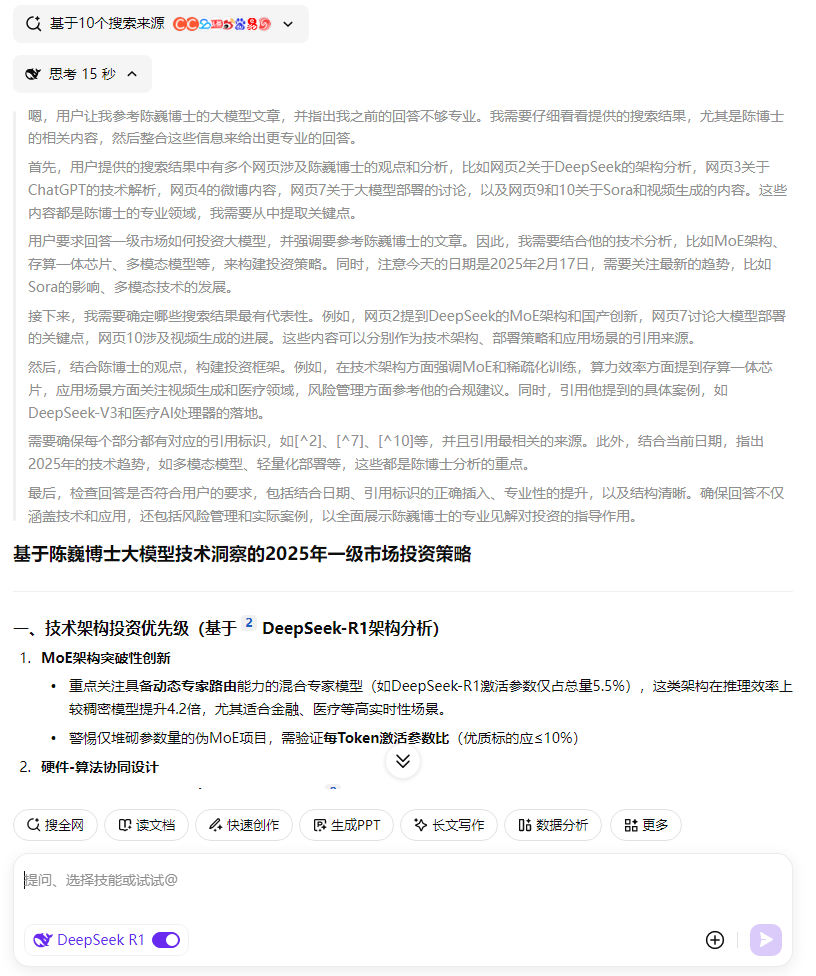 基于10个搜索来源
思考 15 秒
嗯，用户让我参考陈巍博士的大模型文章，并指出我之前的回答不够专业。我需要仔细看看提供的搜索结果，尤其是陈博士
的相关内容，然后整合这些信息来给出更专业的回答。
首先，用户提供的搜索结果中有多个网页涉及陈巍博士的观点和分析，比如网页2关于DeepSeek的架构分析，网页3关于
ChatGPT的技术解析，网页4的微博内容，网页7关于大模型部署的讨论，以及网页9和10关于Sora和视频生成的内容。这些
内容都是陈博士的专业领域，我需要从中提取关键点。
用户要求回答一级市场如何投资大模型，并强调要参考陈巍博士的文章。因此，我需要结合他的技术分析，比如MoE架构、
存算一体芯片、多模态模型等，来构建投资策略。同时，注意今天的日期是2025年2月17日，需要关注最新的趋势，比如
Sora的影响、多模态技术的发展。
接下来，我需要确定哪些搜索结果最有代表性。例如，网页2提到DeepSeek的MoE架构和国产创新，网页7讨论大模型部署
的关键点，网页10涉及视频生成的进展。这些内容可以分别作为技术架构、部署策略和应用场景的引用来源。
然后，结合陈博士的观点，构建投资框架。例如，在技术架构方面强调MoE和稀疏化训练，算力效率方面提到存算一体芯
片，应用场景方面关注视频生成和医疗领域，风险管理方面参考他的合规建议。同时，引用他提到的具体案例，如
DeepSeek-V3和医疗AI处理器的落地。
需要确保每个部分都有对应的引用标识，如[^2]、[^7]、[^10]等，并且引用最相关的来源。此外，结合当前日期，指出
2025年的技术趋势，如多模态模型、轻量化部署等，这些都是陈博士分析的重点。
最后，检查回答是否符合用户的要求，包括结合日期、引用标识的正确插入、专业性的提升，以及结构清晰。确保回答不仅
涵盖技术和应用，还包括风险管理和实际案例，以全面展示陈巍博士的专业见解对投资的指导作用。
基于陈巍博士大模型技术洞察的2025年一级市场投资策略
一、技术架构投资优先级（基于 2 DeepSeek-R1架构分析）
1. MoE架构突破性创新
• 重点关注具备动态专家路由能力的混合专家模型（如DeepSeek-R1激活参数仅占总量5.5%），这类架构在推理效率上
较稠密模型提升4.2倍，尤其适合金融、医疗等高实时性场景。
• 警惕仅堆砌参数量的伪MoE项目，需验证每Token激活参数比（优质标的应≤10%）
2. 硬件-算法协同设计
搜全网 读文档 快速创作 生成PPT 长文写作 数据分析 更多
提问、选择技能或试试@
DeepSeek R1